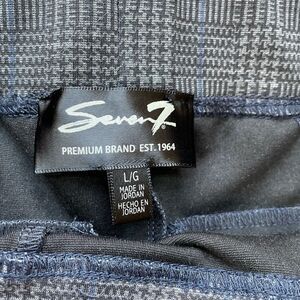 Seven7
PREMIUM BRAND EST. 1964
L/G
MADE IN
JORDAN
HECHO EN
JORDAN